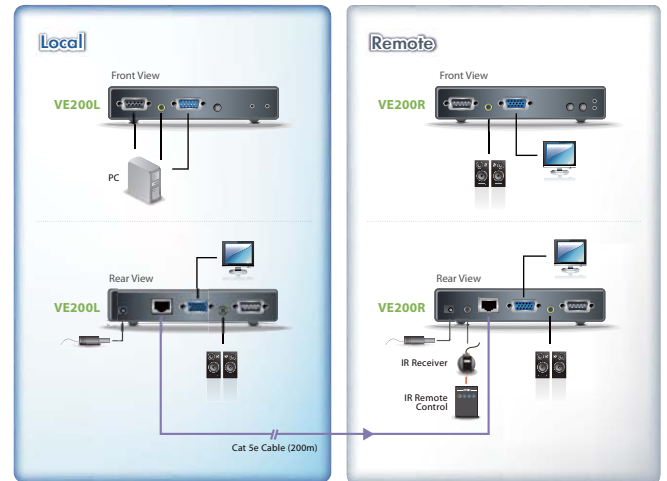 Local
Front View
VE200L
PC
Rear View
VE200L
Cat 5e Cable (200m)
Remote
Front View
VE200R
Rear View
VE200R
IR Receiver
IR Remote
Control